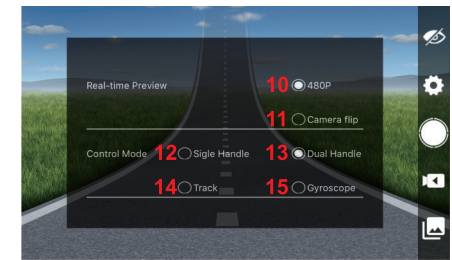 Real-time Preview 10 480P
11 Camera flip
Control Mode 12 Sigle Handle 13 Dual Handle
14 Track 15 Gyroscope